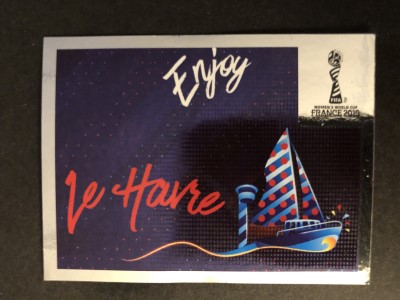 Enjoy
Le Havre
FIFA
WOMEN'S WORLD CUP
FRANCE 2019